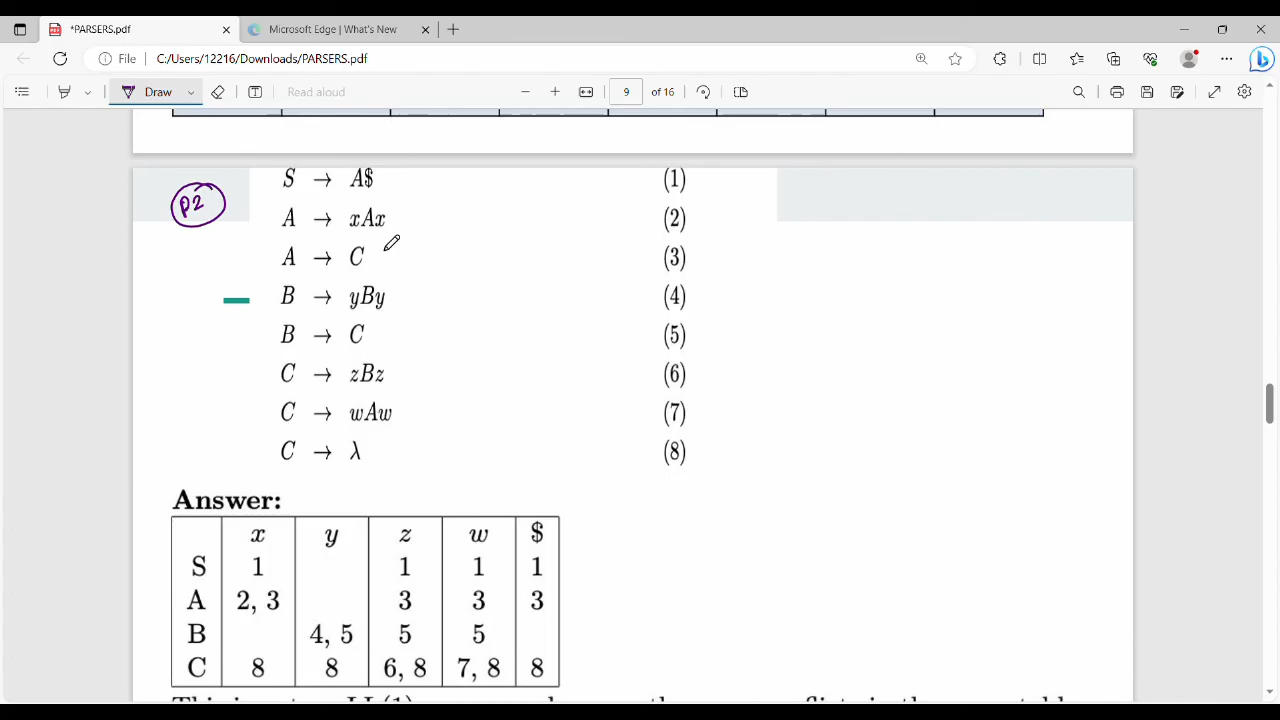 *PARSERS.pdf
Microsoft Edge | What's New
File
C:/Users/12216/Downloads/PARSERS.pdf
Draw
Read aloud
9 of 16
P2
S → A$ (1)
A → xAx (2)
A → C (3)
B → yBy (4)
B → C (5)
C → zBz (6)
C → wAw (7)
C → λ (8)
Answer:
x y z w $
S 1 1 1 1
A 2, 3 3 3 3
B 4, 5 5 5
C 8 8 6, 8 7, 8 8